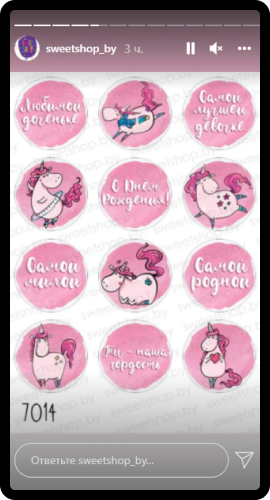 sweetshop_by 3 ч.
Любимой
доченьке
Самой
лучшей
девочке
С Днём
Рождения!
Самой
милой
Самой
родной
Ты - наша
гордость
7014
Ответьте sweetshop_by...